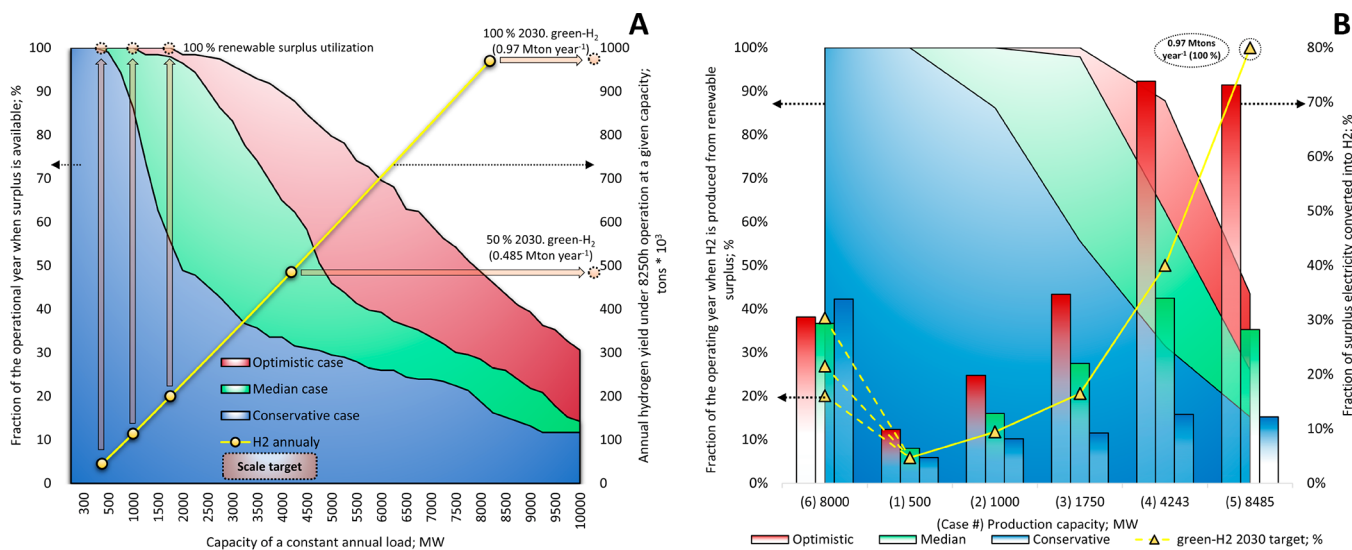 A
100 % 2030. green-H2
(0.97 Mton year-1)
100 % renewable surplus utilization
50 % 2030. green-H2
(0.485 Mton year-1)
Fraction of the operational year when surplus is available; %
100
90
80
70
60
50
40
30
20
10
0
1000
900
800
700
600
500
400
300
200
100
0
Annual hydrogen yield under 8250h operation at a given capacity;
tons * 10³
Optimistic case
Median case
Conservative case
H2 annualy
Scale target
300
500
1000
1500
2000
2500
3000
3500
4000
4500
5000
5500
6000
6500
7000
7500
8000
8500
9000
9500
10000
Capacity of a constant annual load; MW
B
0.97 Mtons
year-1 (100 %)
Fraction of the operating year when H2 is produced from renewable
surplus; %
100%
90%
80%
70%
60%
50%
40%
30%
20%
10%
0%
80%
70%
60%
50%
40%
30%
20%
10%
0%
Fraction of surplus electricity converted into H2; %
(6) 8000
(1) 500
(2) 1000
(3) 1750
(4) 4243
(5) 8485
(Case #) Production capacity; MW
Optimistic
Median
Conservative
green-H2 2030 target; %